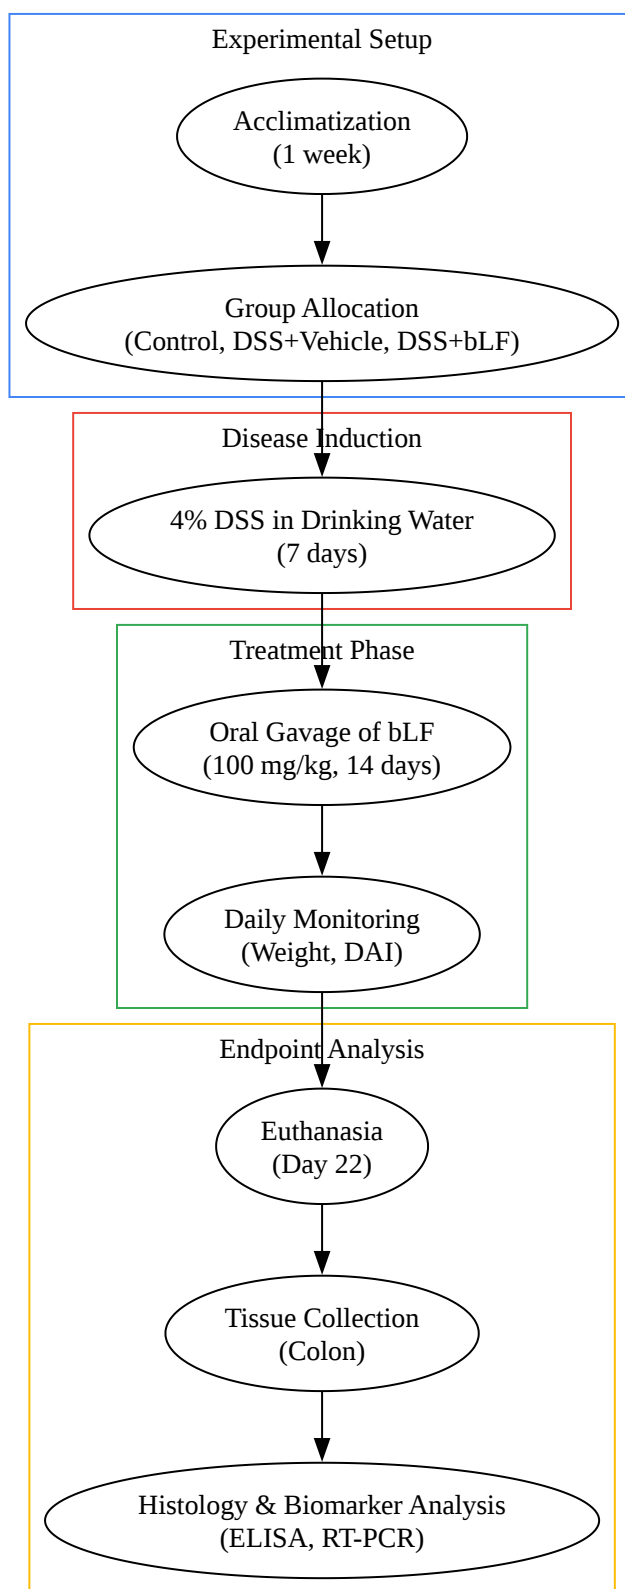 Experimental Setup
Acclimatization
(1 week)
Group Allocation
(Control, DSS+Vehicle, DSS+bLF)
Disease Induction
4% DSS in Drinking Water
(7 days)
Treatment Phase
Oral Gavage of bLF
(100 mg/kg, 14 days)
Daily Monitoring
(Weight, DAI)
Endpoint Analysis
Euthanasia
(Day 22)
Tissue Collection
(Colon)
Histology & Biomarker Analysis
(ELISA, RT-PCR)